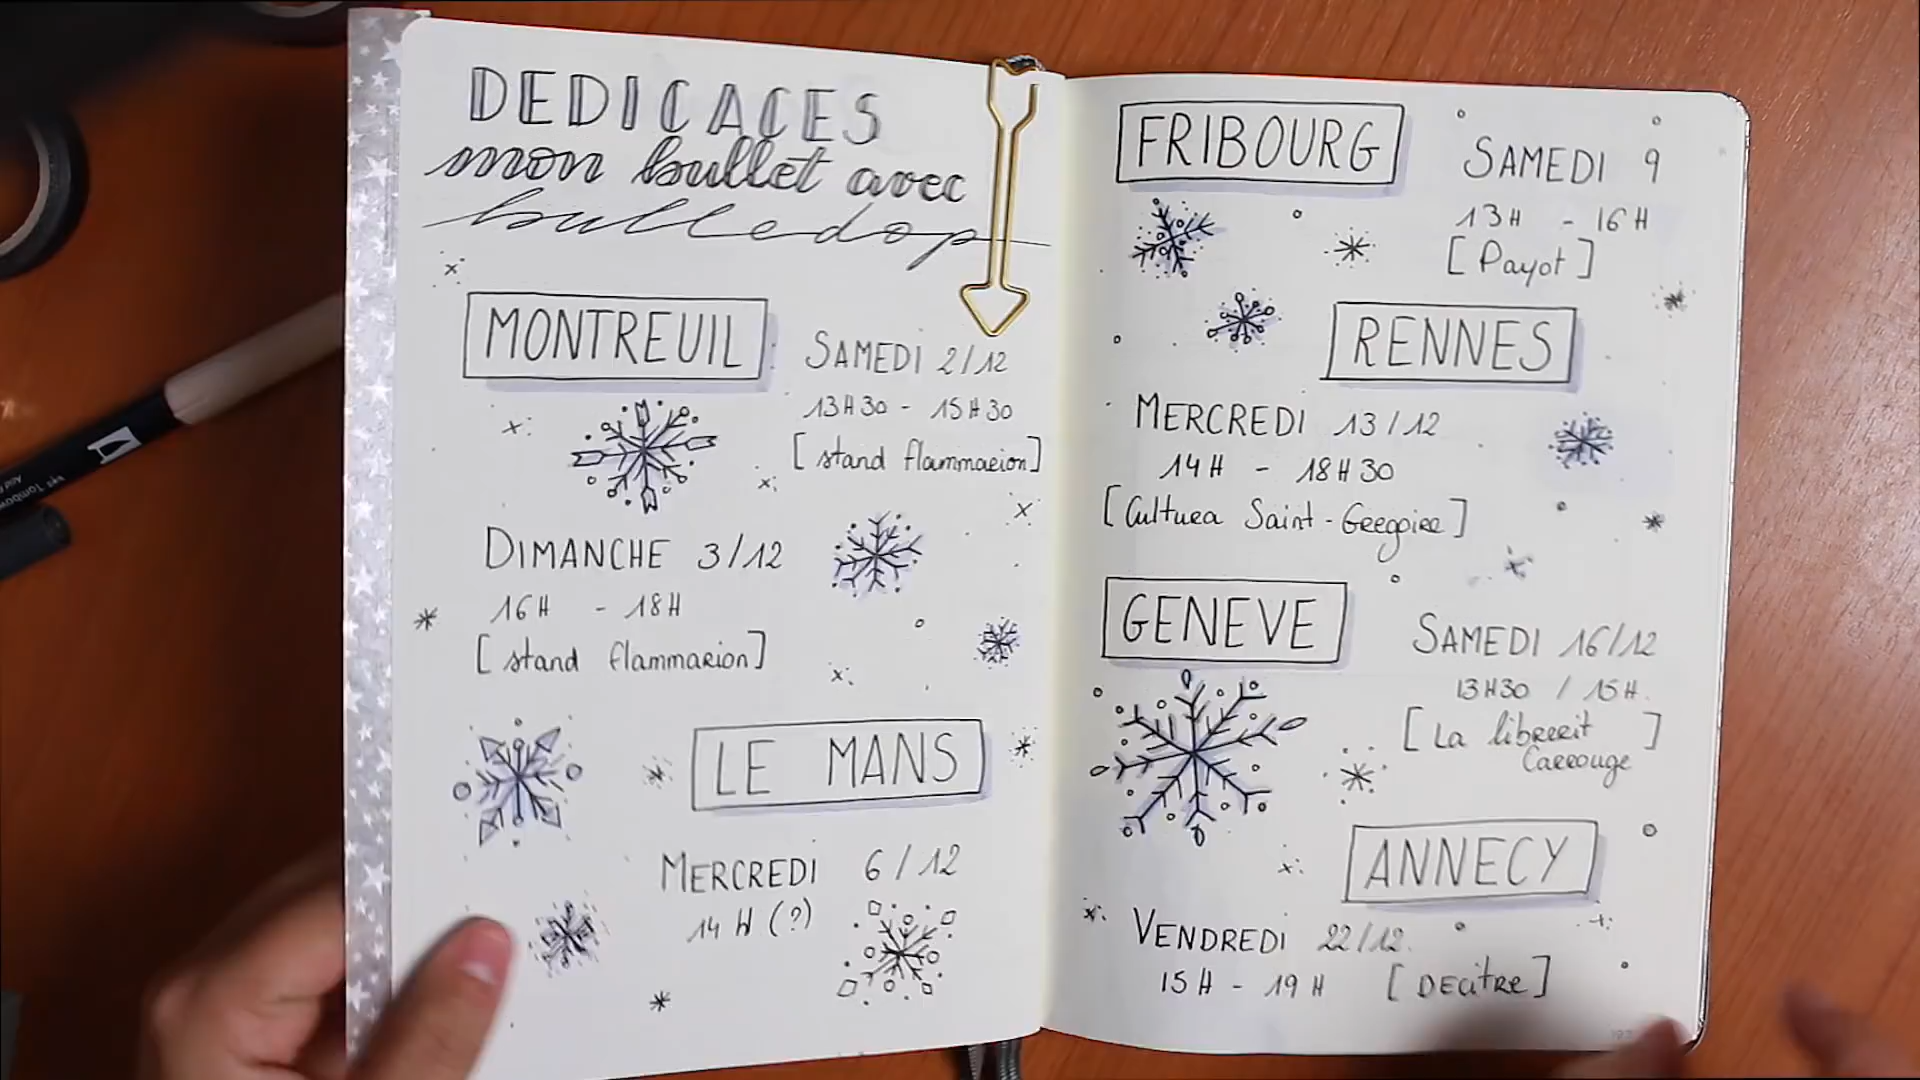 DEDICACES
mon bullet avec
bulledop
MONTREUIL
SAMEDI 2/12
13H30 - 15H30
[stand flammarion]
DIMANCHE 3/12
16H - 18H
[stand flammarion]
LE MANS
MERCREDI 6/12
14H (?)
FRIBOURG
SAMEDI 9
13H - 16H
[Payot]
RENNES
MERCREDI 13/12
14H - 18H30
[Cultura Saint-Gregoire]
GENEVE
SAMEDI 16/12
13H30 / 15H
[La librerit
Carrouge]
ANNECY
VENDREDI 22/12
15H - 19H [DECitre]